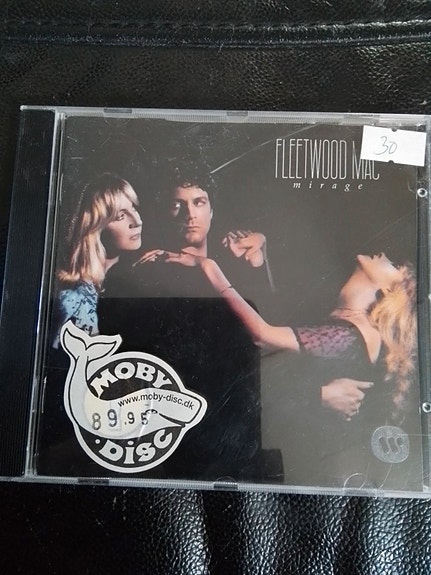 30
FLEETWOOD MAC
mirage
MOBY
www.moby-disc.dk
89.95
DISC